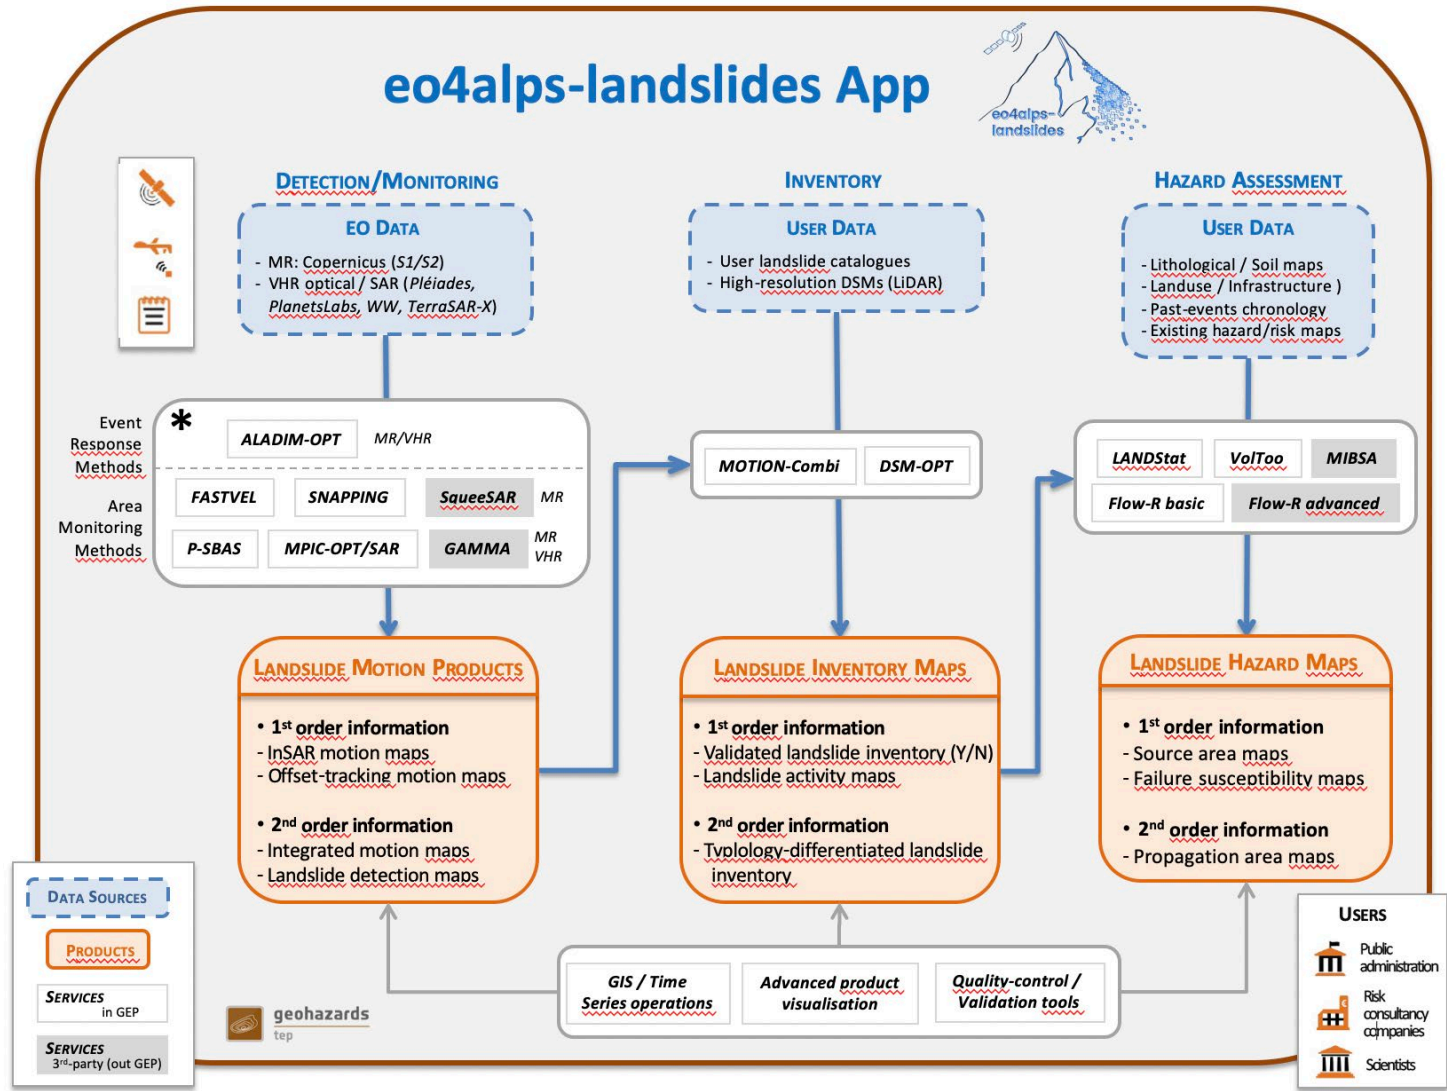 eo4alps-landslides App
eo4alps-
landslides
DETECTION/MONITORING
EO DATA
- MR: Copernicus (S1/S2)
- VHR optical / SAR (Pléiades,
PlanetsLabs, WW, TerraSAR-X)
INVENTORY
USER DATA
- User landslide catalogues
- High-resolution DSMs (LiDAR)
HAZARD ASSESSMENT
USER DATA
- Lithological / Soil maps
- Landuse / Infrastructure )
- Past-events chronology
- Existing hazard/risk maps
Event
Response
Methods
Area
Monitoring
Methods
*
ALADIM-OPT
MR/VHR
FASTVEL
SNAPPING
SqueeSAR
MR
P-SBAS
MPIC-OPT/SAR
GAMMA
MR
VHR
MOTION-Combi
DSM-OPT
LANDStat
VolToo
MIBSA
Flow-R basic
Flow-R advanced
LANDSLIDE MOTION PRODUCTS
• 1st order information
- InSAR motion maps
- Offset-tracking motion maps
• 2nd order information
- Integrated motion maps
- Landslide detection maps
LANDSLIDE INVENTORY MAPS
• 1st order information
- Validated landslide inventory (Y/N)
- Landslide activity maps
• 2nd order information
- Typlology-differentiated landslide
inventory
LANDSLIDE HAZARD MAPS
• 1st order information
- Source area maps
- Failure susceptibility maps
• 2nd order information
- Propagation area maps
DATA SOURCES
PRODUCTS
SERVICES
in GEP
SERVICES
3rd-party (out GEP)
geohazards
tep
GIS / Time
Series operations
Advanced product
visualisation
Quality-control /
Validation tools
USERS
Public
administration
Risk
consultancy
companies
Scientists